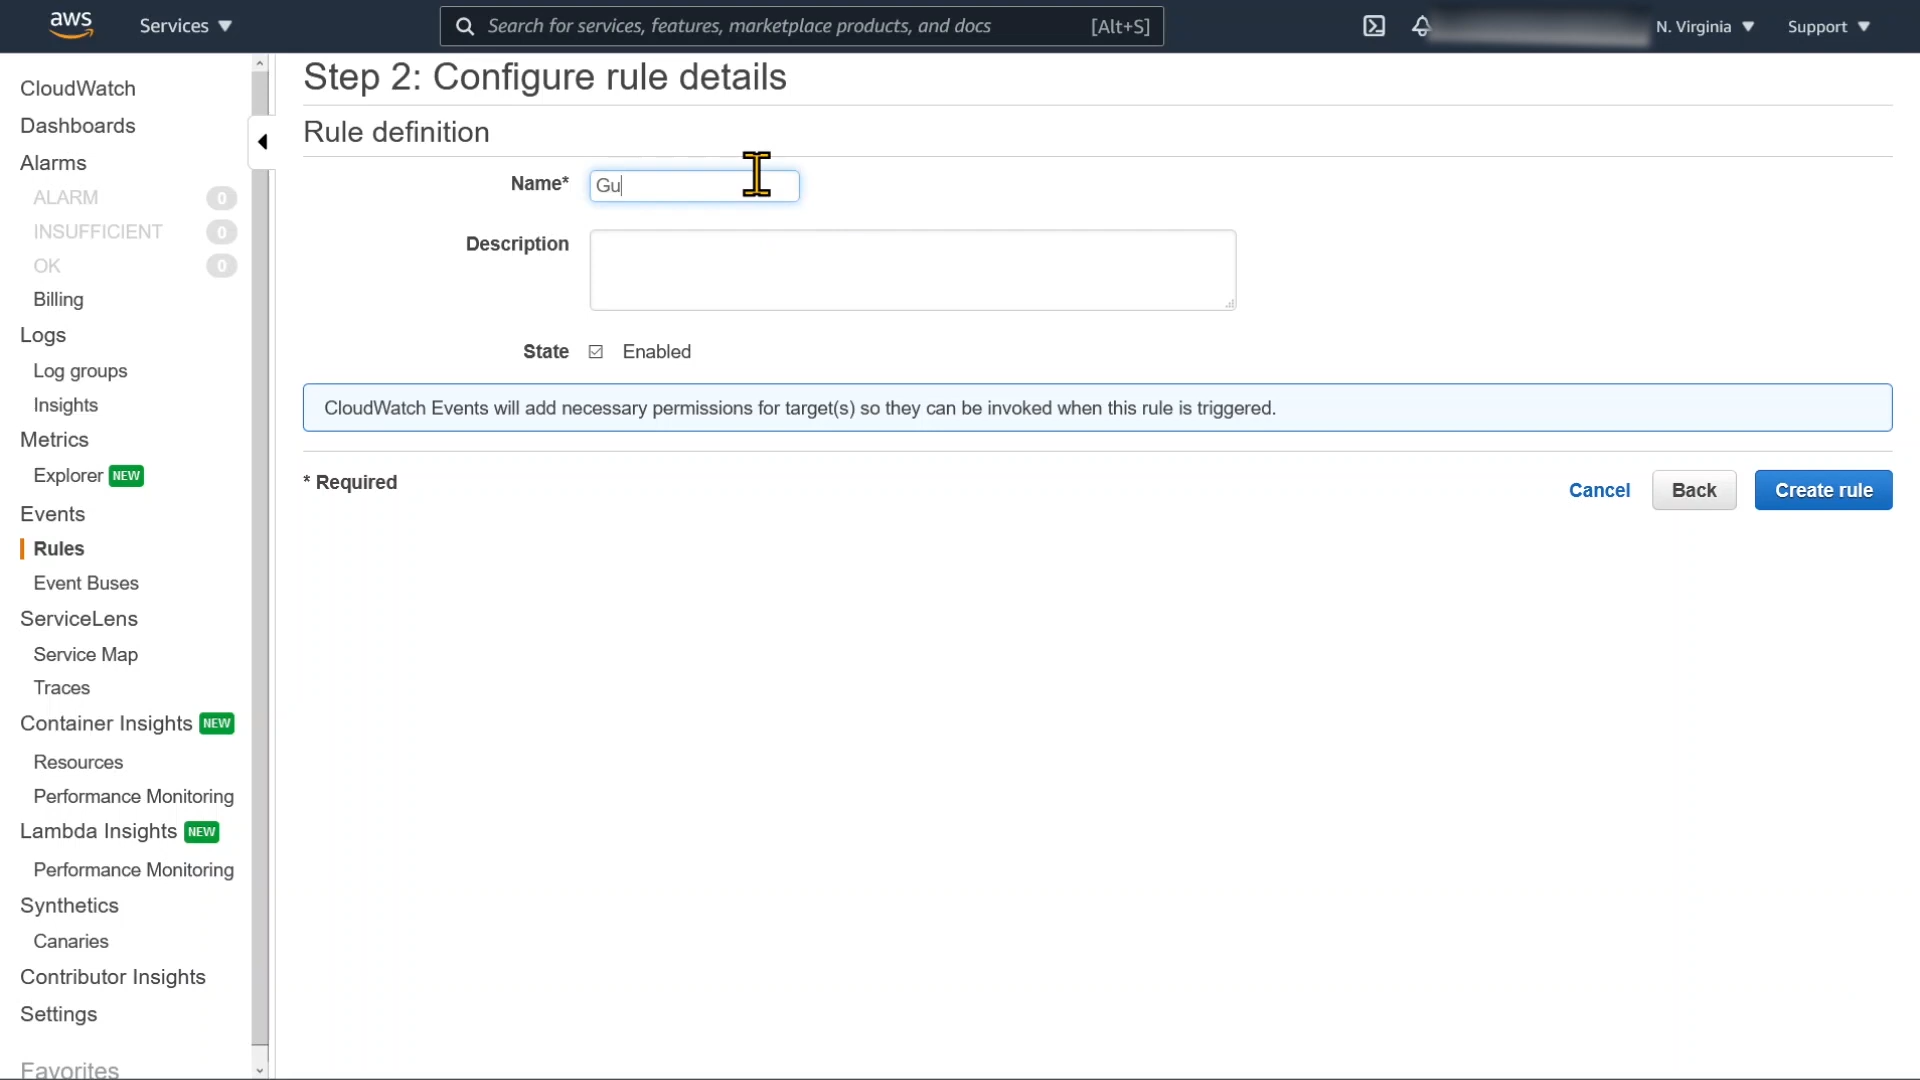 aws Services Search for services, features, marketplace products, and docs [Alt+S] N. Virginia Support
CloudWatch
Dashboards
Alarms
ALARM 0
INSUFFICIENT 0
OK 0
Billing
Logs
Log groups
Insights
Metrics
Explorer NEW
Events
Rules
Event Buses
ServiceLens
Service Map
Traces
Container Insights NEW
Resources
Performance Monitoring
Lambda Insights NEW
Performance Monitoring
Synthetics
Canaries
Contributor Insights
Settings
Favorites
Step 2: Configure rule details
Rule definition
Name* Gu
Description
State Enabled
CloudWatch Events will add necessary permissions for target(s) so they can be invoked when this rule is triggered.
* Required Cancel Back Create rule